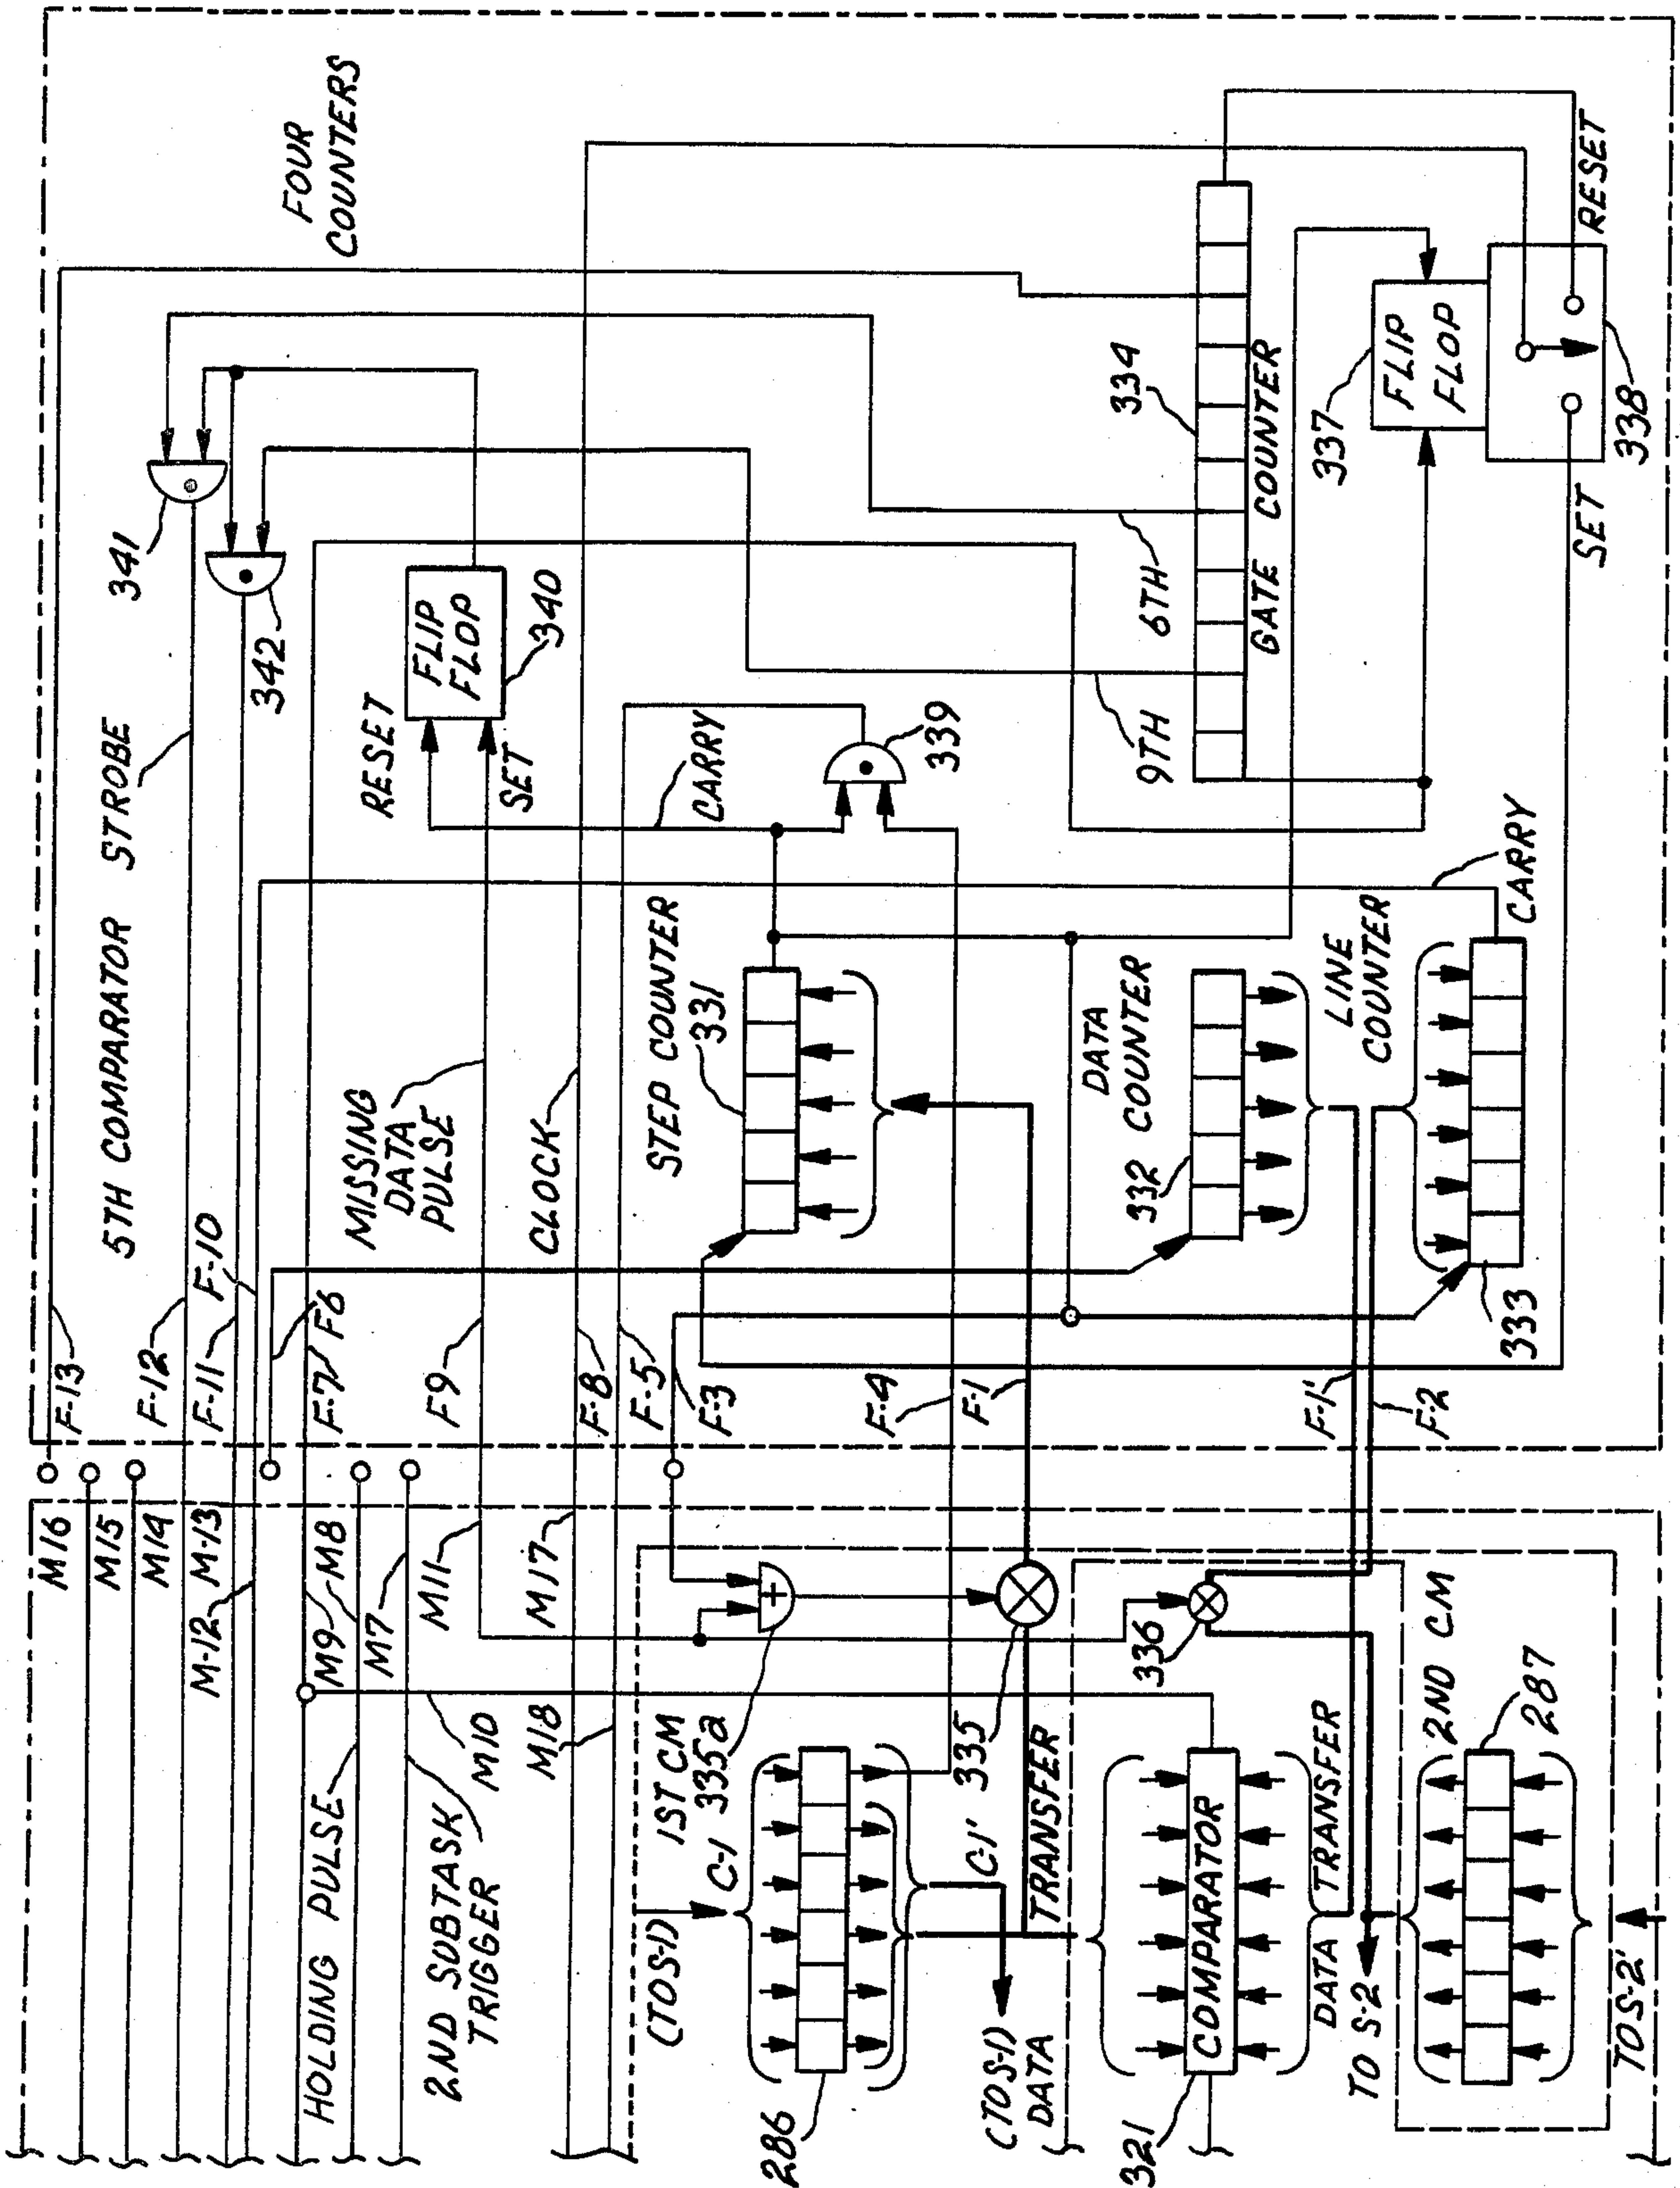 FOUR
COUNTERS
5TH COMPARATOR STROBE
341
342
RESET
FLIP
FLOP
340
SET
CARRY
339
334
6TH
9TH
GATE COUNTER
337
FLIP
FLOP
SET
RESET
338
MISSING
DATA
PULSE
CLOCK
STEP COUNTER
331
DATA
COUNTER
332
LINE
COUNTER
CARRY
333
F-13
F-12
F-11
F-10
F-7
F6
F9
F-8
F-5
F-3
F-4
F-1
F-1'
F-2
M16
M15
M14
M-13
M-12
M9
M8
M7
M11
M17
M10
M18
HOLDING PULSE
2ND SUBTASK
TRIGGER
1ST CM
335a
(TOS-1)
C-1
286
C-1'
335
TRANSFER
(TOS-1)
DATA
336
COMPARATOR
321
DATA TRANSFER
TO S-2
2ND CM
287
TOS-2'